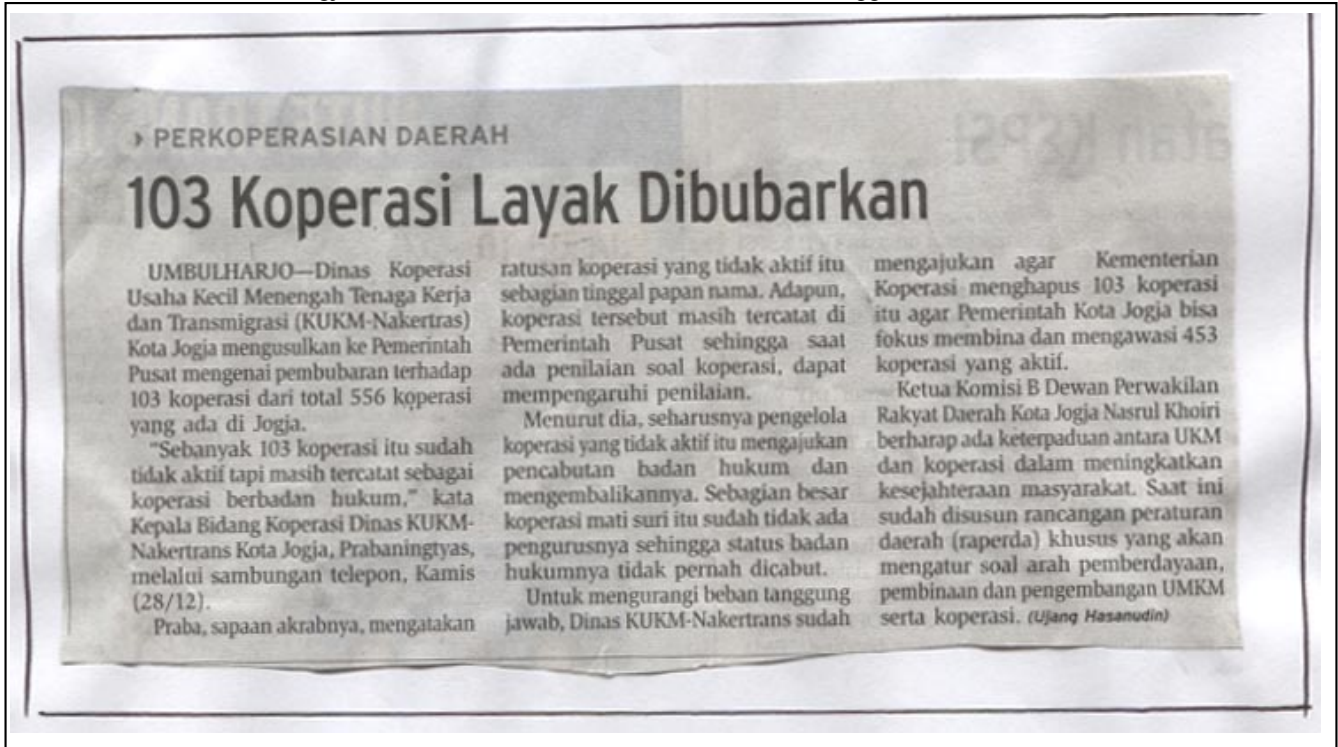 › PERKOPERASIAN DAERAH
103 Koperasi Layak Dibubarkan
UMBULHARJO—Dinas Koperasi
Usaha Kecil Menengah Tenaga Kerja
dan Transmigrasi (KUKM-Nakertras)
Kota Jogja mengusulkan ke Pemerintah
Pusat mengenai pembubaran terhadap
103 koperasi dari total 556 koperasi
yang ada di Jogja.
"Sebanyak 103 koperasi itu sudah
tidak aktif tapi masih tercatat sebagai
koperasi berbadan hukum," kata
Kepala Bidang Koperasi Dinas KUKM-
Nakertrans Kota Jogja, Prabaningtyas,
melalui sambungan telepon, Kamis
(28/12).
Praba, sapaan akrabnya, mengatakan
ratusan koperasi yang tidak aktif itu
sebagian tinggal papan nama. Adapun,
koperasi tersebut masih tercatat di
Pemerintah Pusat sehingga saat
ada penilaian soal koperasi, dapat
mempengaruhi penilaian.
Menurut dia, seharusnya pengelola
koperasi yang tidak aktif itu mengajukan
pencabutan badan hukum dan
mengembalikannya. Sebagian besar
koperasi mati suri itu sudah tidak ada
pengurusnya sehingga status badan
hukumnya tidak pernah dicabut.
Untuk mengurangi beban tanggung
jawab, Dinas KUKM-Nakertrans sudah
mengajukan agar Kementerian
Koperasi menghapus 103 koperasi
itu agar Pemerintah Kota Jogja bisa
fokus membina dan mengawasi 453
koperasi yang aktif.
Ketua Komisi B Dewan Perwakilan
Rakyat Daerah Kota Jogja Nasrul Khoiri
berharap ada keterpaduan antara UKM
dan koperasi dalam meningkatkan
kesejahteraan masyarakat. Saat ini
sudah disusun rancangan peraturan
daerah (raperda) khusus yang akan
mengatur soal arah pemberdayaan,
pembinaan dan pengembangan UMKM
serta koperasi. (Ujang Hasanudin)